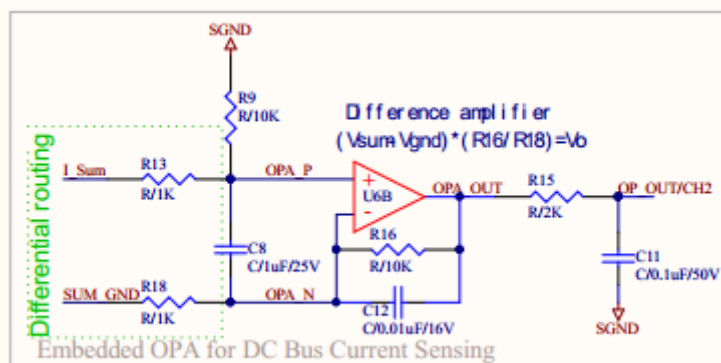 SGND
R9
R/10K
Difference amplifier
(Vsum-Vgnd)*(R16/R18)=Vo
Differential routing
I_Sum
R13
R/1K
OPA_P
+
-
U6B
OPA_OUT
R15
R/2K
OP_OUT/CH2
C8
C/1uF/25V
R16
R/10K
C11
C/0.1uF/50V
SUM_GND
R18
R/1K
OPA_N
C12
C/0.01uF/16V
SGND
Embedded OPA for DC Bus Current Sensing